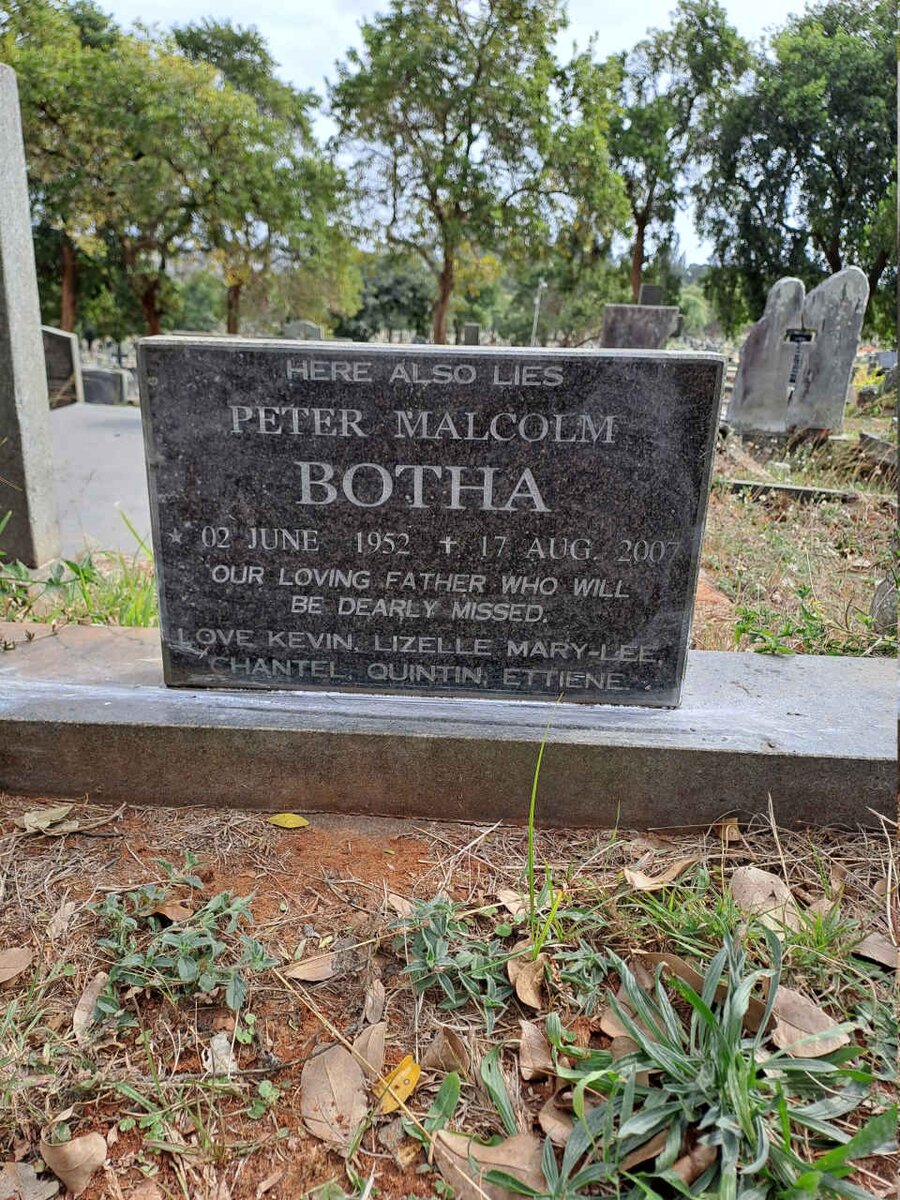 HERE ALSO LIES
PETER MALCOLM
BOTHA
* 02 JUNE 1952 + 17 AUG. 2007
OUR LOVING FATHER WHO WILL
BE DEARLY MISSED.
LOVE KEVIN, LIZELLE MARY-LEE,
CHANTEL, QUINTIN, ETTIENE.